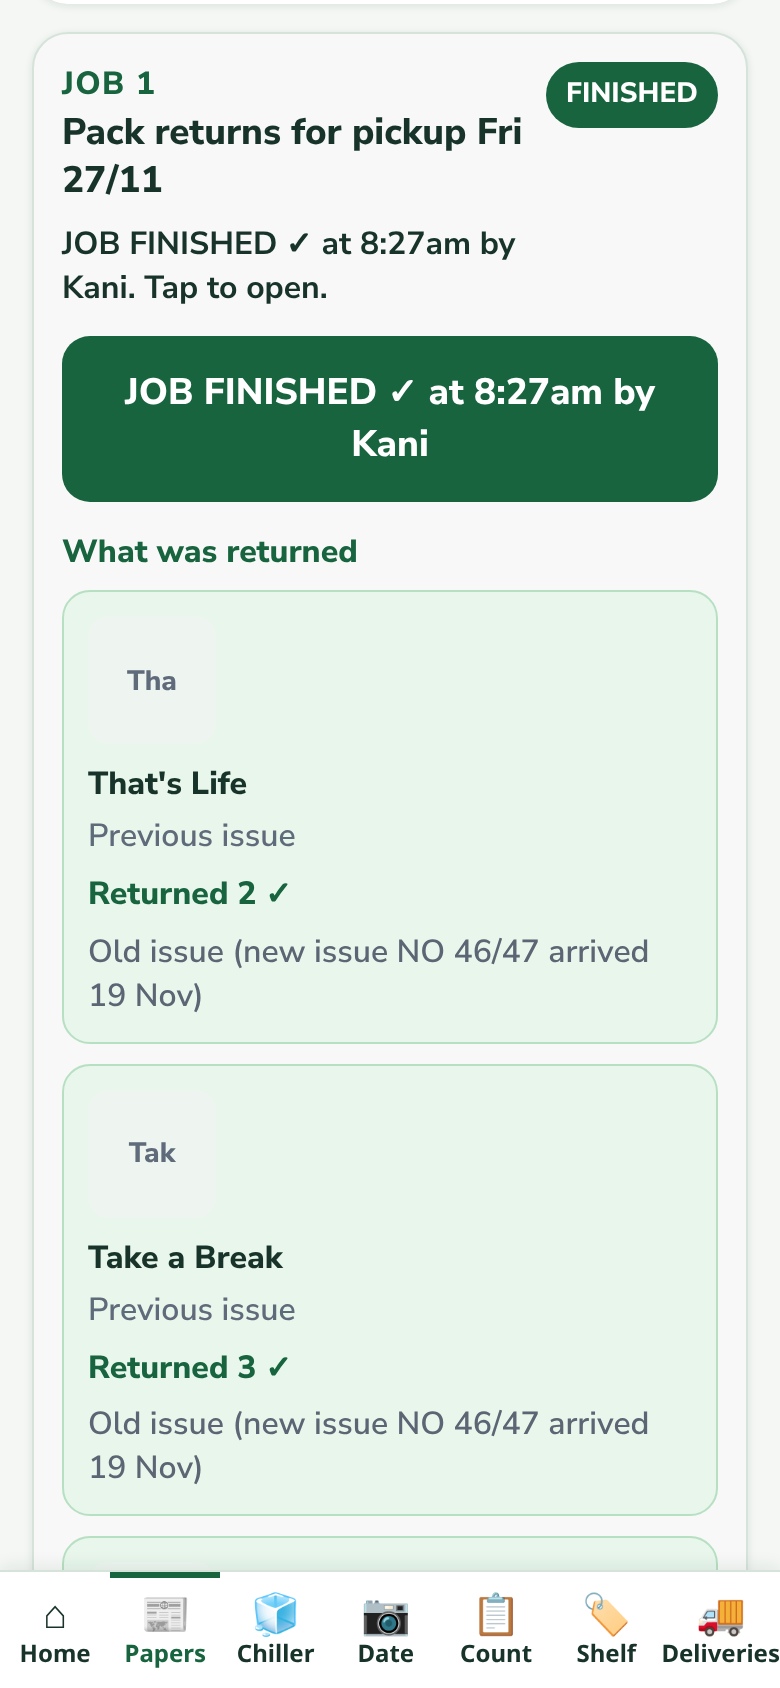 JOB 1
FINISHED
Pack returns for pickup Fri
27/11
JOB FINISHED ✓ at 8:27am by
Kani. Tap to open.
JOB FINISHED ✓ at 8:27am by
Kani
What was returned
Tha
That's Life
Previous issue
Returned 2 ✓
Old issue (new issue NO 46/47 arrived
19 Nov)
Tak
Take a Break
Previous issue
Returned 3 ✓
Old issue (new issue NO 46/47 arrived
19 Nov)
Home
Papers
Chiller
Date
Count
Shelf
Deliveries